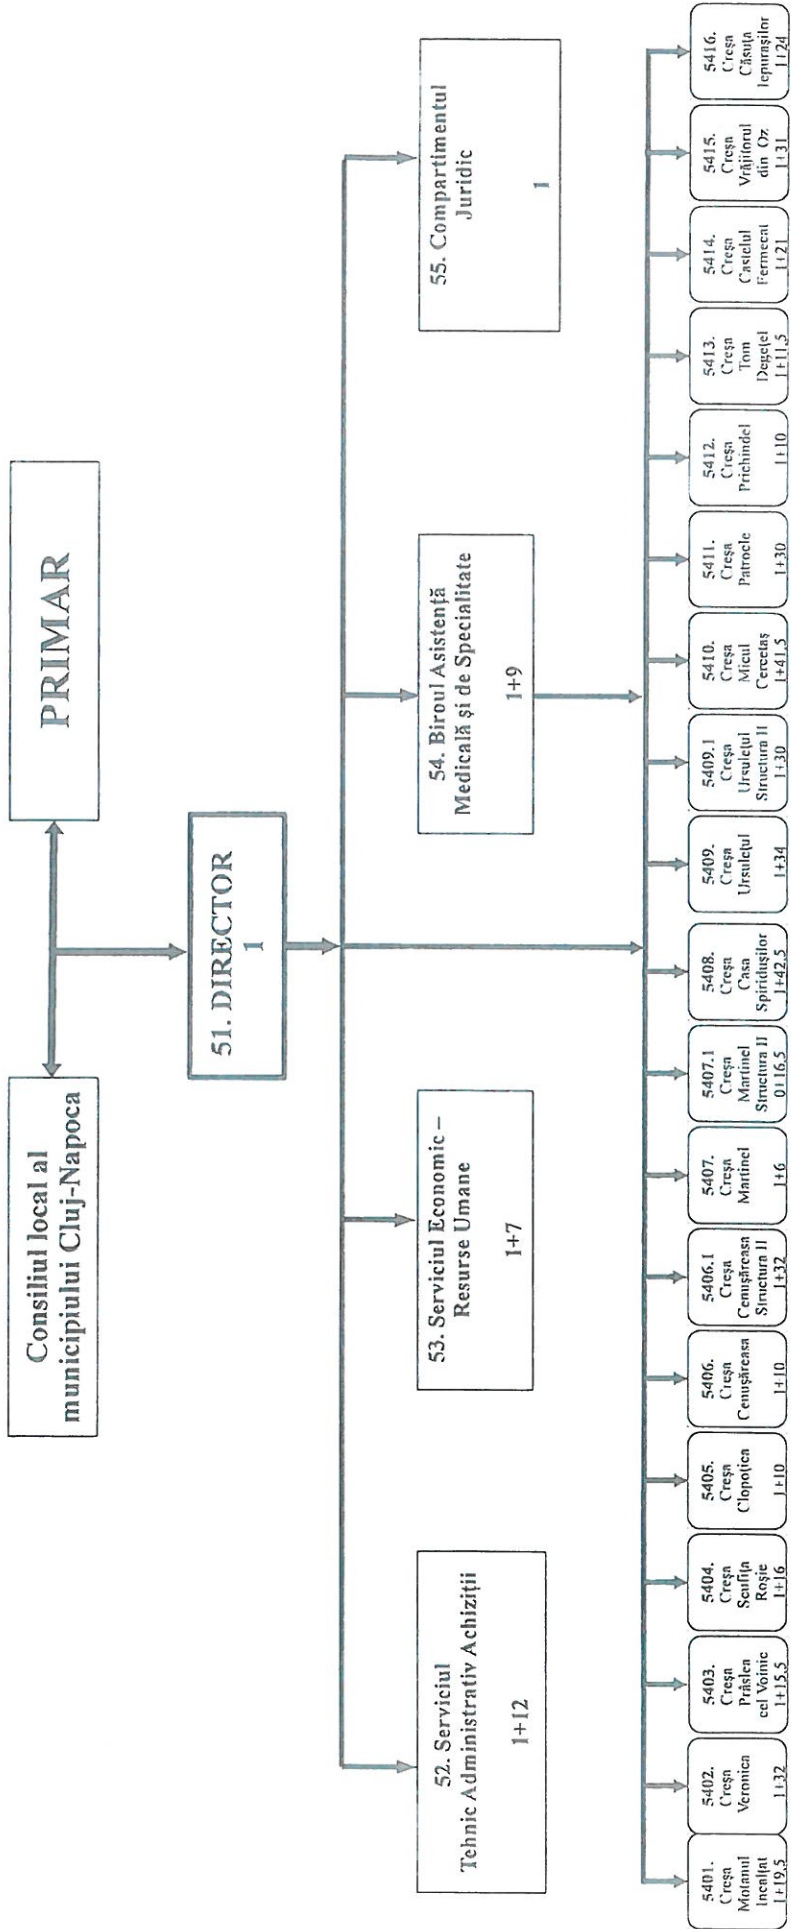 Consiliul local al
municipiului Cluj-Napoca
PRIMAR
51. DIRECTOR
1
52. Serviciul
Tehnic Administrativ Achiziții
1+12
53. Serviciul Economic –
Resurse Umane
1+7
54. Biroul Asistență
Medicală și de Specialitate
1+9
55. Compartimentul
Juridic
1
5401.
Creșa
Motanul
Incalțat
1+19,5
5402.
Creșa
Veronica
1+32
5403.
Creșa
Prâslea
cel Voinic
1+15,5
5404.
Creșa
Scufița
Roșie
1+16
5405.
Creșa
Clopoțica
1+10
5406.
Creșa
Cenușăreasa
1+10
5406.1
Creșa
Cenușăreasa
Structura II
1+32
5407.
Creșa
Martinel
1+6
5407.1
Creșa
Martinel
Structura II
0+16,5
5408.
Creșa
Casa
Spiridușilor
1+42,5
5409.
Creșa
Ursulețul
1+34
5409.1
Creșa
Ursulețul
Structura II
1+30
5410.
Creșa
Micul
Cercetaș
1+41,5
5411.
Creșa
Patrocle
1+30
5412.
Creșa
Prichindel
1+10
5413.
Creșa
Tom
Degețel
1+11,5
5414.
Creșa
Castelul
Fermecat
1+21
5415.
Creșa
Vrăjitorul
din Oz
1+31
5416.
Creșa
Căsuța
Iepurașilor
1+24